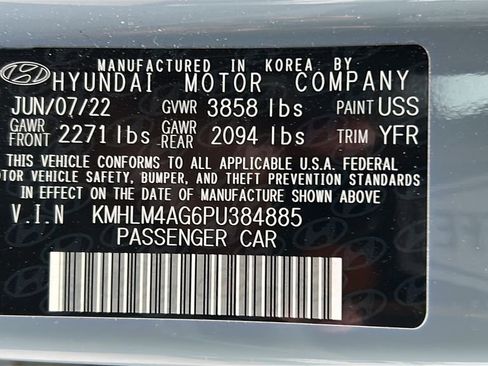 MANUFACTURED IN KOREA BY
HYUNDAI MOTOR COMPANY
JUN/07/22 GVWR 3858 lbs PAINT USS
GAWR FRONT 2271 lbs GAWR REAR 2094 lbs TRIM YFR
THIS VEHICLE CONFORMS TO ALL APPLICABLE U.S.A. FEDERAL
MOTOR VEHICLE SAFETY, BUMPER, AND THEFT PREVENTION STANDARDS
IN EFFECT ON THE DATE OF MANUFACTURE SHOWN ABOVE
V.I.N KMHLM4AG6PU384885
PASSENGER CAR